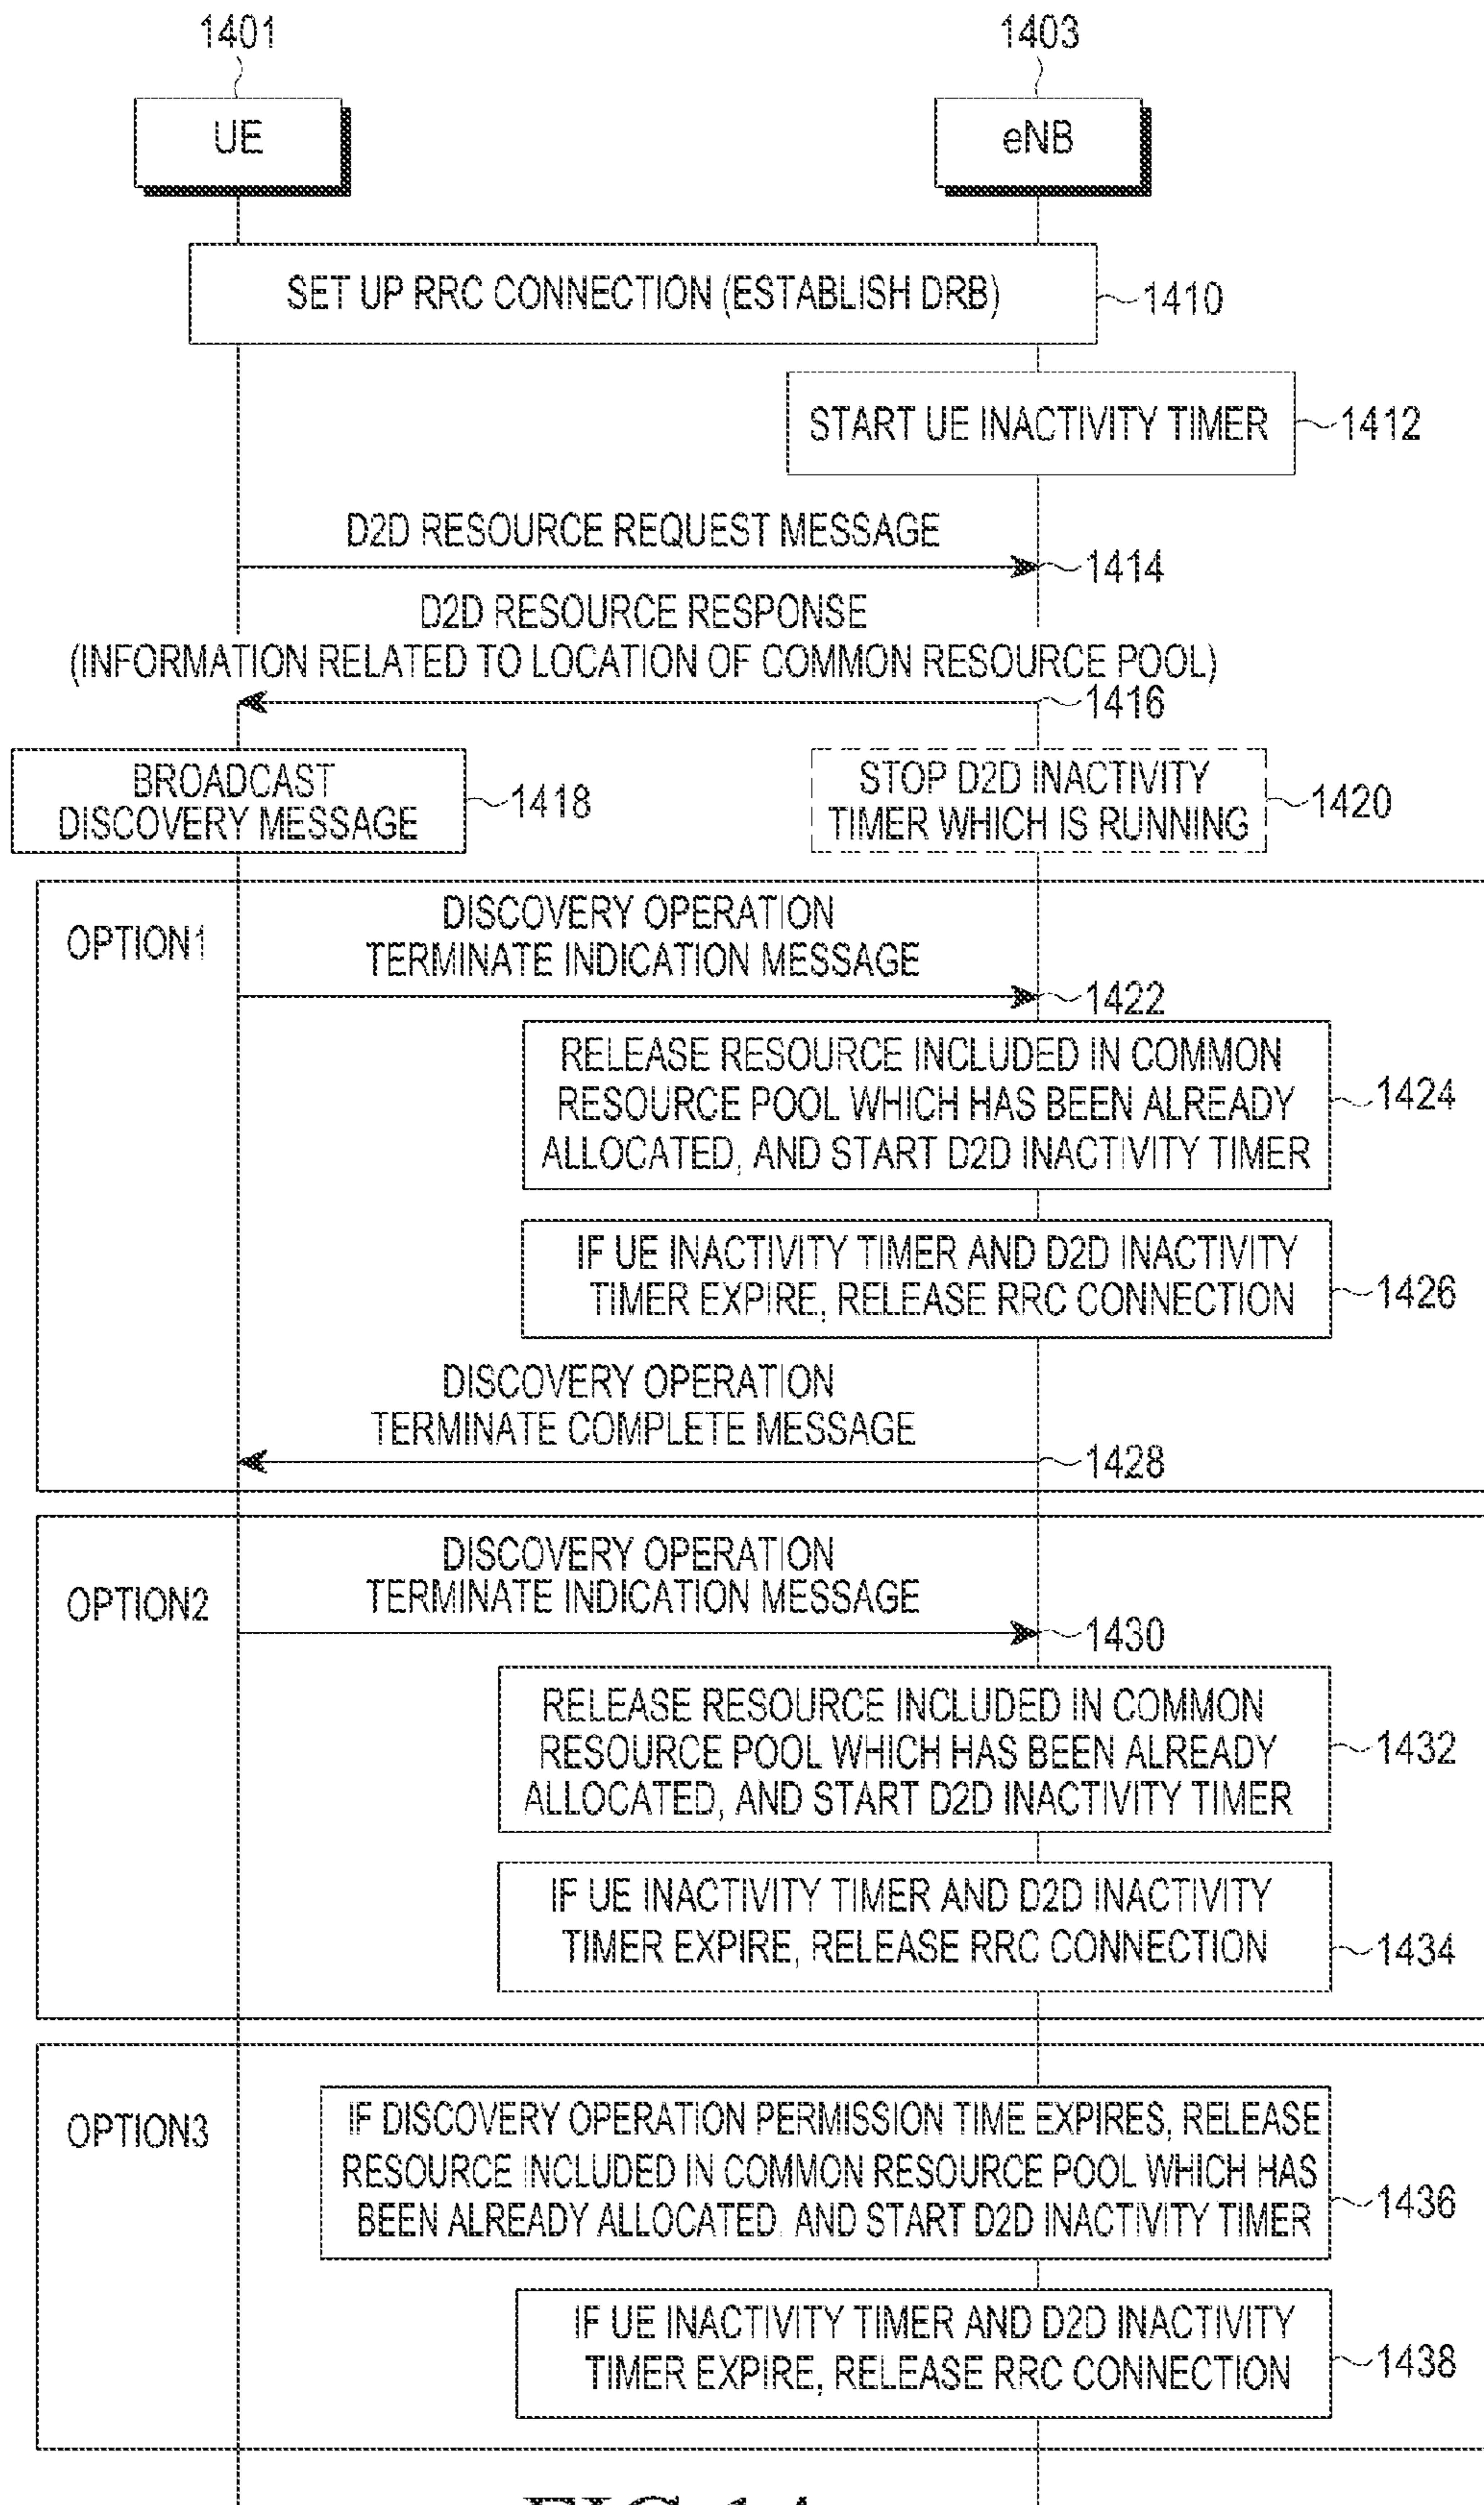 1401
1403
UE
eNB
SET UP RRC CONNECTION (ESTABLISH DRB)
1410
START UE INACTIVITY TIMER
1412
D2D RESOURCE REQUEST MESSAGE
1414
D2D RESOURCE RESPONSE
(INFORMATION RELATED TO LOCATION OF COMMON RESOURCE POOL)
1416
BROADCAST
DISCOVERY MESSAGE
1418
STOP D2D INACTIVITY
TIMER WHICH IS RUNNING
1420
OPTION1
DISCOVERY OPERATION
TERMINATE INDICATION MESSAGE
1422
RELEASE RESOURCE INCLUDED IN COMMON
RESOURCE POOL WHICH HAS BEEN ALREADY
ALLOCATED, AND START D2D INACTIVITY TIMER
1424
IF UE INACTIVITY TIMER AND D2D INACTIVITY
TIMER EXPIRE, RELEASE RRC CONNECTION
1426
DISCOVERY OPERATION
TERMINATE COMPLETE MESSAGE
1428
OPTION2
DISCOVERY OPERATION
TERMINATE INDICATION MESSAGE
1430
RELEASE RESOURCE INCLUDED IN COMMON
RESOURCE POOL WHICH HAS BEEN ALREADY
ALLOCATED, AND START D2D INACTIVITY TIMER
1432
IF UE INACTIVITY TIMER AND D2D INACTIVITY
TIMER EXPIRE, RELEASE RRC CONNECTION
1434
OPTION3
IF DISCOVERY OPERATION PERMISSION TIME EXPIRES, RELEASE
RESOURCE INCLUDED IN COMMON RESOURCE POOL WHICH HAS
BEEN ALREADY ALLOCATED, AND START D2D INACTIVITY TIMER
1436
IF UE INACTIVITY TIMER AND D2D INACTIVITY
TIMER EXPIRE, RELEASE RRC CONNECTION
1438